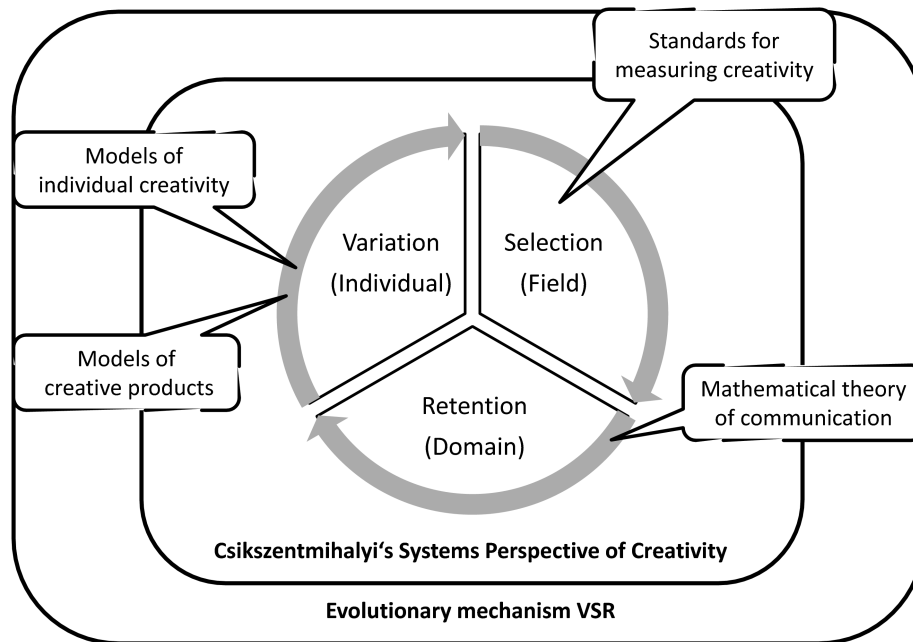 Standards for
measuring creativity
Models of
individual creativity
Variation
(Individual)
Selection
(Field)
Models of
creative products
Retention
(Domain)
Mathematical theory
of communication
Csikszentmihalyi‘s Systems Perspective of Creativity
Evolutionary mechanism VSR